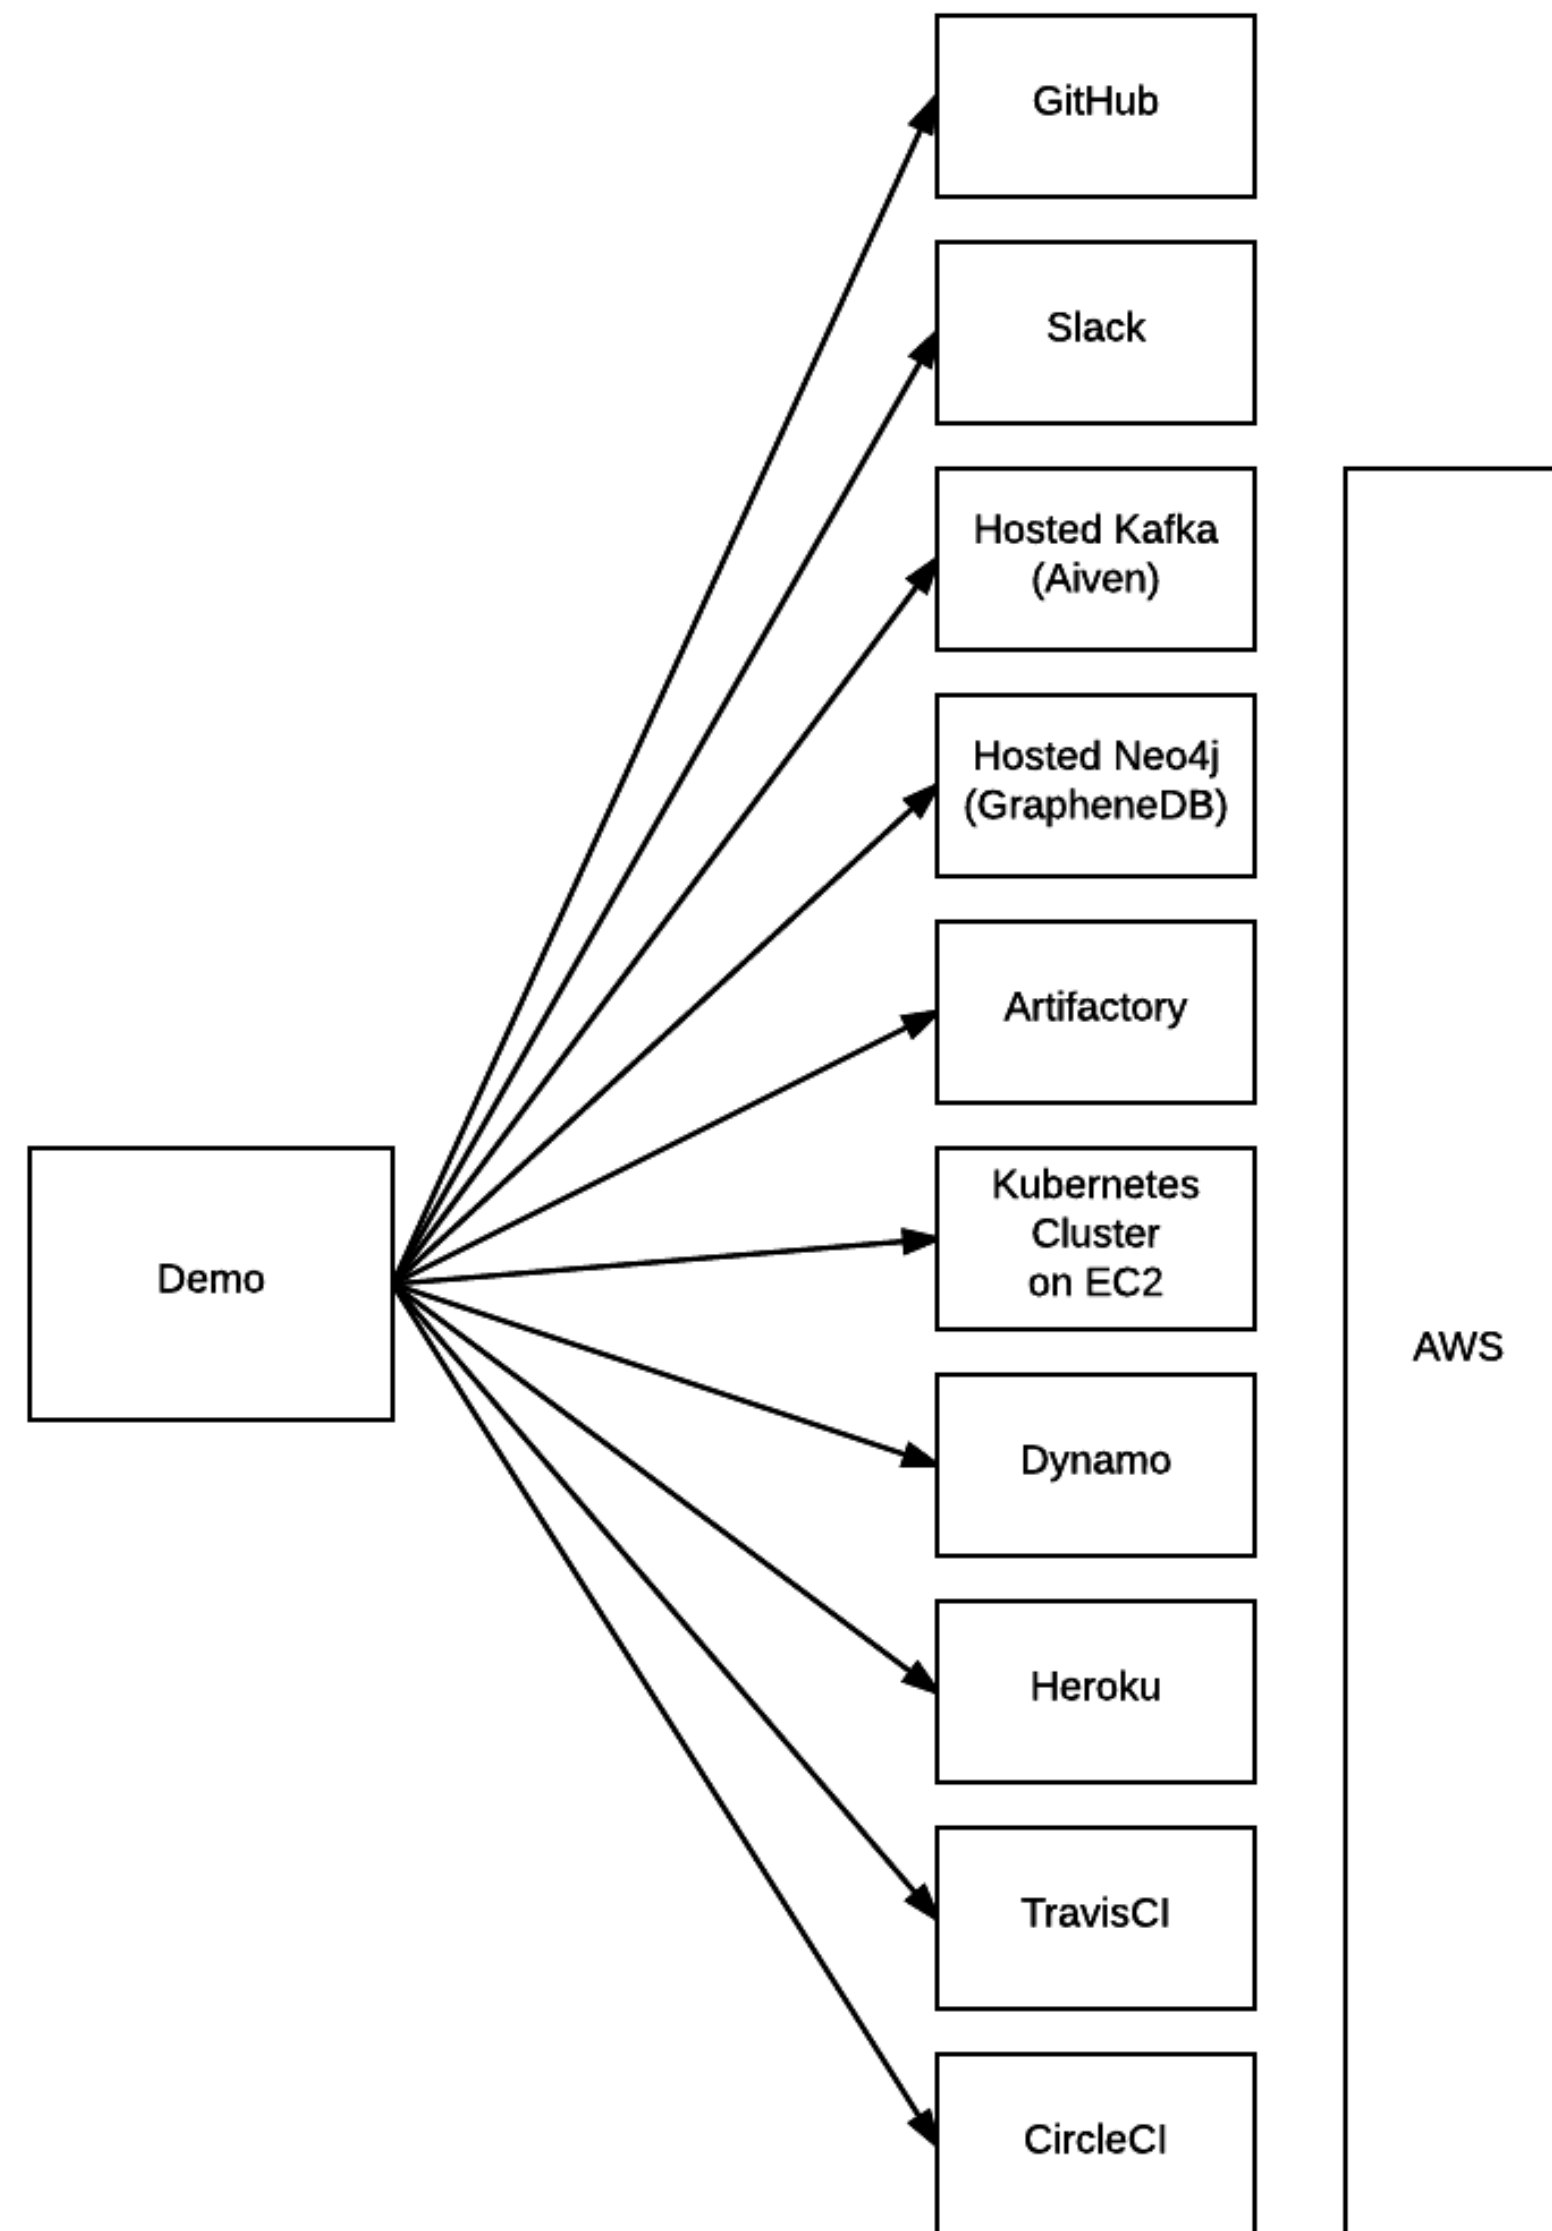 GitHub
Slack
Hosted Kafka
(Aiven)
Hosted Neo4j
(GrapheneDB)
Artifactory
Kubernetes
Cluster
on EC2
Demo
AWS
Dynamo
Heroku
TravisCI
CircleCI